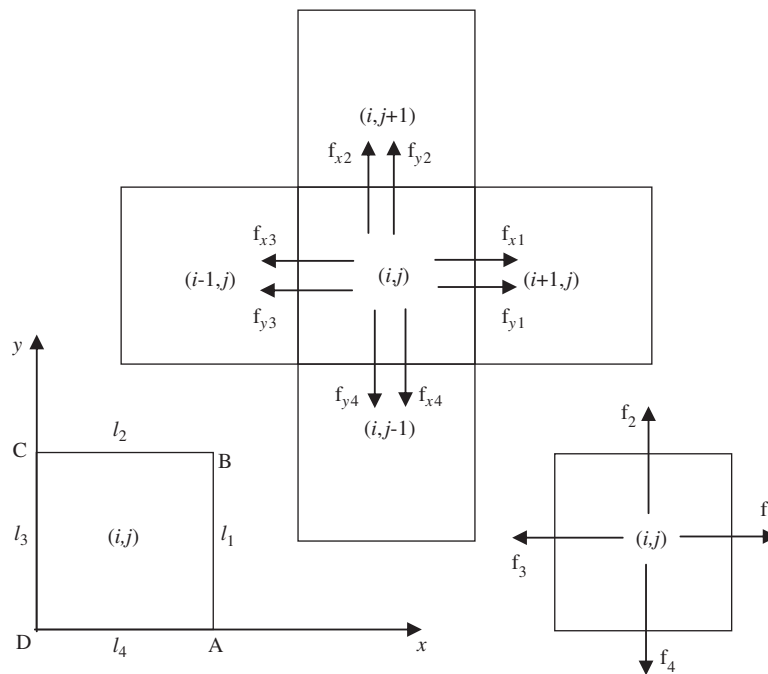 (i,j+1)
f_x2 f_y2
f_x3 f_x1
(i-1,j) (i,j) (i+1,j)
f_y3 f_y1
f_y4 f_x4
(i,j-1)
y
C l_2 B
l_3 (i,j) l_1
D l_4 A x
f_2
f
(i,j)
f_3
f_4